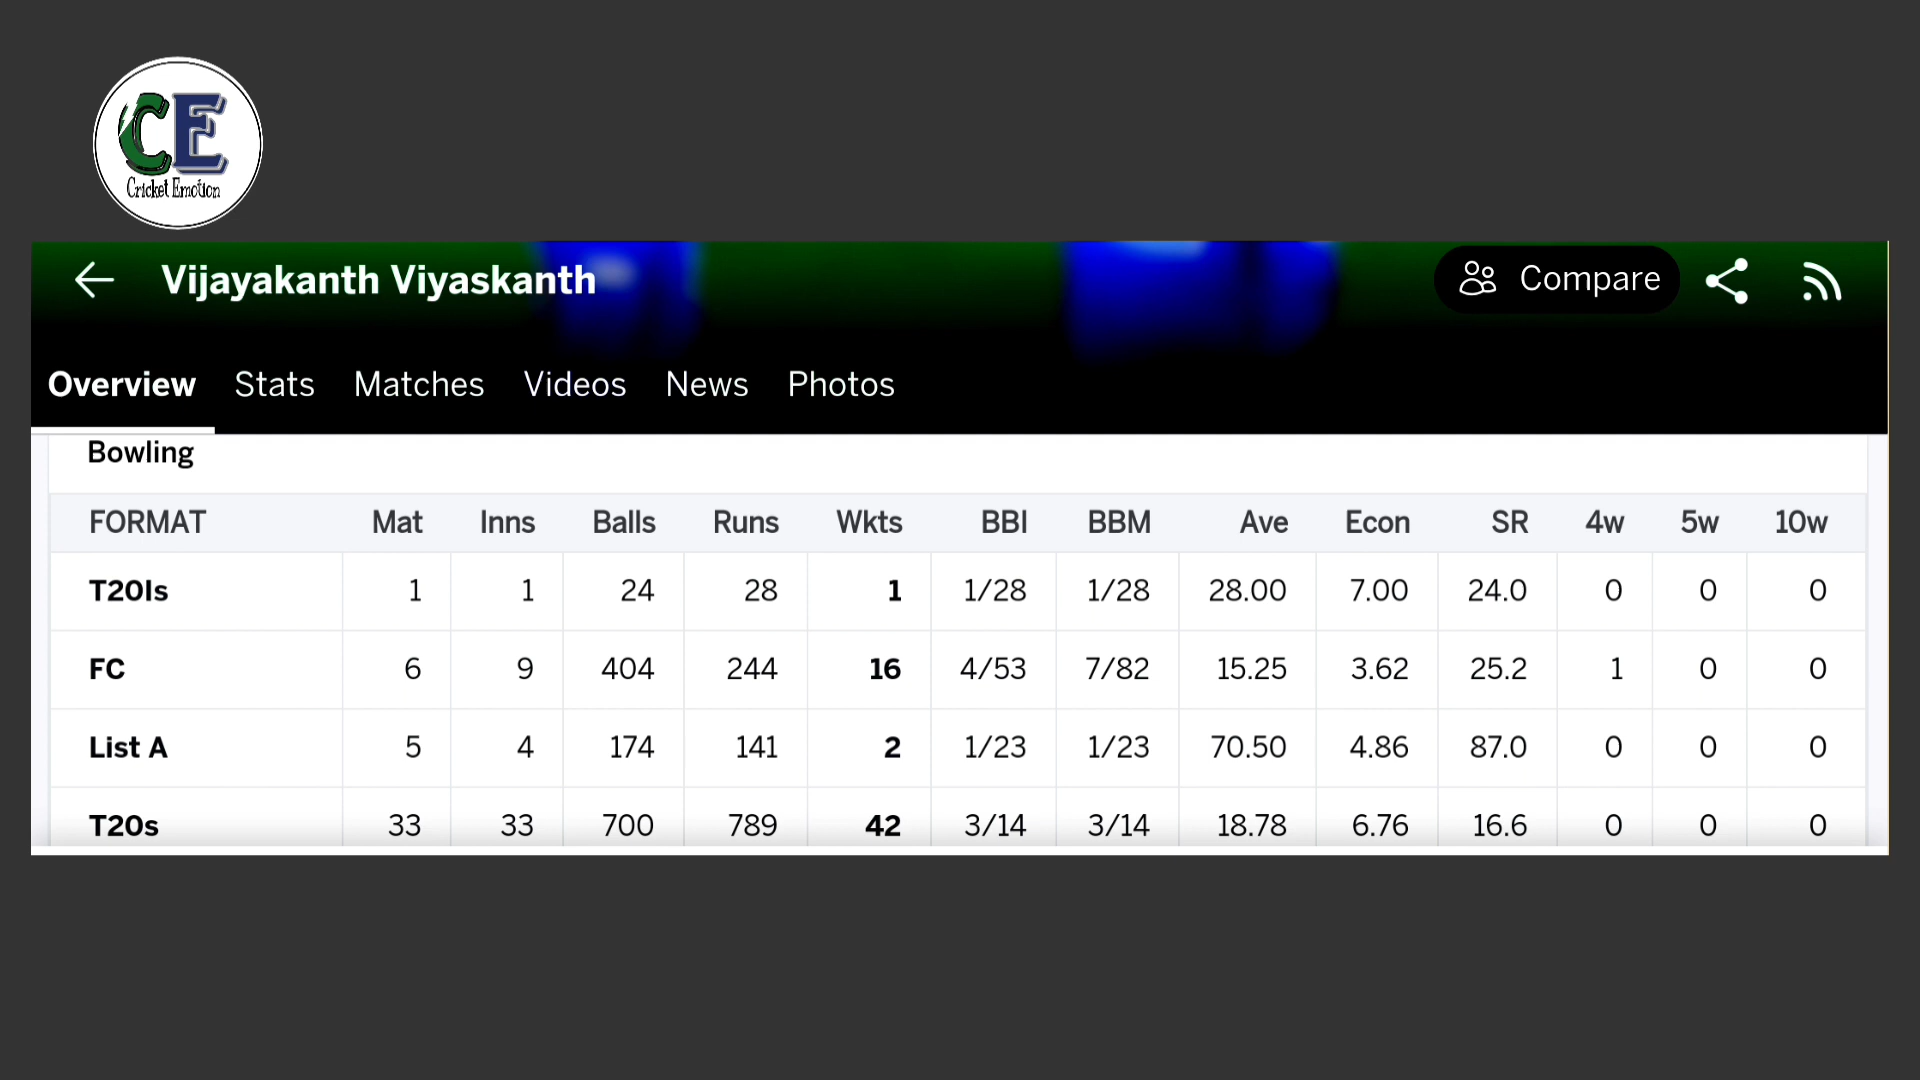 CE
Cricket Emotion
Vijayakanth Viyaskanth Compare
Overview Stats Matches Videos News Photos
Bowling
FORMAT Mat Inns Balls Runs Wkts BBI BBM Ave Econ SR 4w 5w 10w
T20Is 1 1 24 28 1 1/28 1/28 28.00 7.00 24.0 0 0 0
FC 6 9 404 244 16 4/53 7/82 15.25 3.62 25.2 1 0 0
List A 5 4 174 141 2 1/23 1/23 70.50 4.86 87.0 0 0 0
T20s 33 33 700 789 42 3/14 3/14 18.78 6.76 16.6 0 0 0